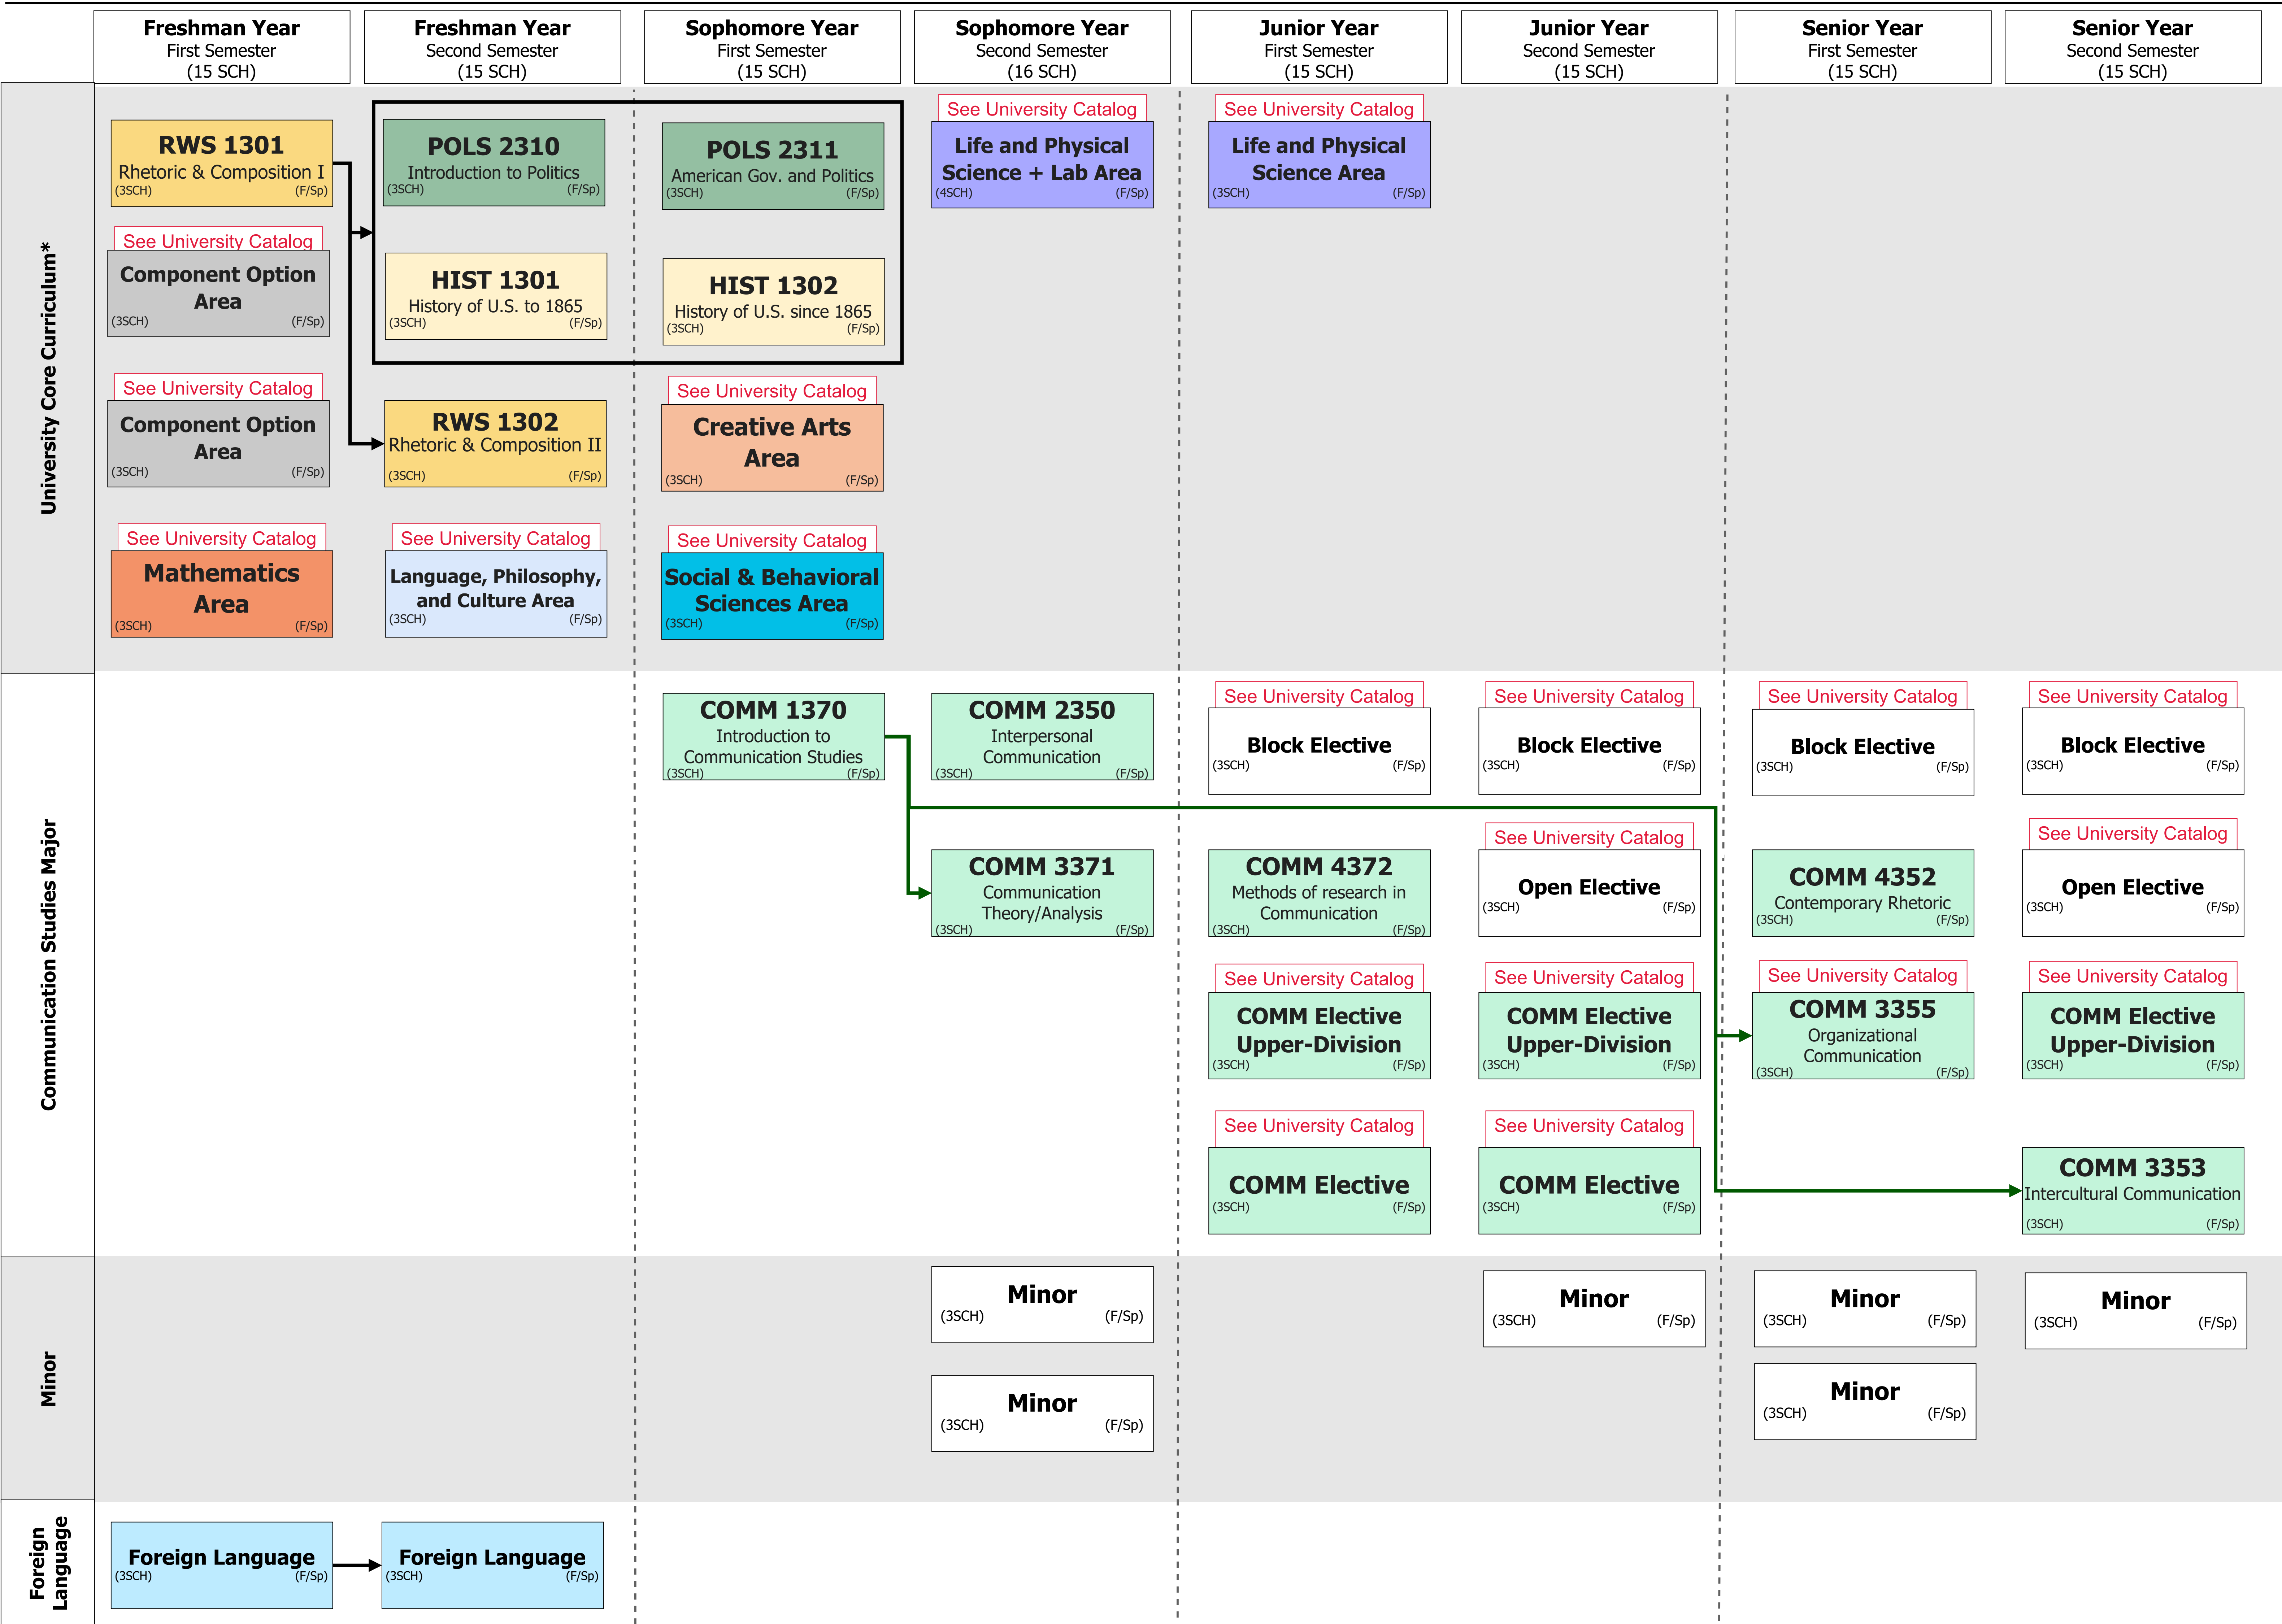 Freshman Year
First Semester
(15 SCH)
Freshman Year
Second Semester
(15 SCH)
Sophomore Year
First Semester
(15 SCH)
Sophomore Year
Second Semester
(16 SCH)
Junior Year
First Semester
(15 SCH)
Junior Year
Second Semester
(15 SCH)
Senior Year
First Semester
(15 SCH)
Senior Year
Second Semester
(15 SCH)
University Core Curriculum*
RWS 1301
Rhetoric & Composition I
(3SCH) (F/Sp)
See University Catalog
Component Option
Area
(3SCH) (F/Sp)
See University Catalog
Component Option
Area
(3SCH) (F/Sp)
See University Catalog
Mathematics
Area
(3SCH) (F/Sp)
POLS 2310
Introduction to Politics
(3SCH) (F/Sp)
HIST 1301
History of U.S. to 1865
(3SCH) (F/Sp)
RWS 1302
Rhetoric & Composition II
(3SCH) (F/Sp)
See University Catalog
Language, Philosophy,
and Culture Area
(3SCH) (F/Sp)
POLS 2311
American Gov. and Politics
(3SCH) (F/Sp)
HIST 1302
History of U.S. since 1865
(3SCH) (F/Sp)
See University Catalog
Creative Arts
Area
(3SCH) (F/Sp)
See University Catalog
Social & Behavioral
Sciences Area
(3SCH) (F/Sp)
See University Catalog
Life and Physical
Science + Lab Area
(4SCH) (F/Sp)
See University Catalog
Life and Physical
Science Area
(3SCH) (F/Sp)
Communication Studies Major
COMM 1370
Introduction to
Communication Studies
(3SCH) (F/Sp)
COMM 2350
Interpersonal
Communication
(3SCH) (F/Sp)
COMM 3371
Communication
Theory/Analysis
(3SCH) (F/Sp)
See University Catalog
Block Elective
(3SCH) (F/Sp)
COMM 4372
Methods of research in
Communication
(3SCH) (F/Sp)
See University Catalog
COMM Elective
Upper-Division
(3SCH) (F/Sp)
See University Catalog
COMM Elective
(3SCH) (F/Sp)
See University Catalog
Block Elective
(3SCH) (F/Sp)
See University Catalog
Open Elective
(3SCH) (F/Sp)
See University Catalog
COMM Elective
Upper-Division
(3SCH) (F/Sp)
See University Catalog
COMM Elective
(3SCH) (F/Sp)
See University Catalog
Block Elective
(3SCH) (F/Sp)
COMM 4352
Contemporary Rhetoric
(3SCH) (F/Sp)
See University Catalog
COMM 3355
Organizational
Communication
(3SCH) (F/Sp)
See University Catalog
Block Elective
(3SCH) (F/Sp)
See University Catalog
Open Elective
(3SCH) (F/Sp)
See University Catalog
COMM Elective
Upper-Division
(3SCH) (F/Sp)
COMM 3353
Intercultural Communication
(3SCH) (F/Sp)
Minor
Minor
(3SCH) (F/Sp)
Minor
(3SCH) (F/Sp)
Minor
(3SCH) (F/Sp)
Minor
(3SCH) (F/Sp)
Minor
(3SCH) (F/Sp)
Minor
(3SCH) (F/Sp)
Foreign
Language
Foreign Language
(3SCH) (F/Sp)
Foreign Language
(3SCH) (F/Sp)